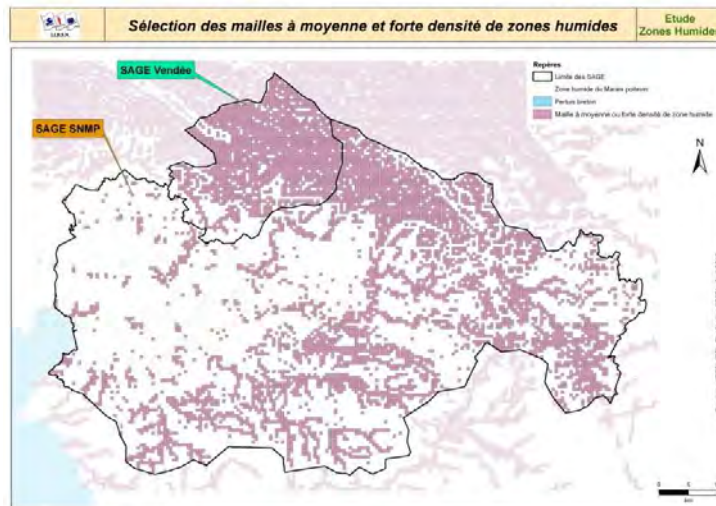 Sélection des mailles à moyenne et forte densité de zones humides
Etude
Zones Humides
SAGE Vendée
SAGE SNMP
Repères
Limite des SAGE
Zone humide du Marais poitevin
Pertuis breton
Maille à moyenne ou forte densité de zone humide
N